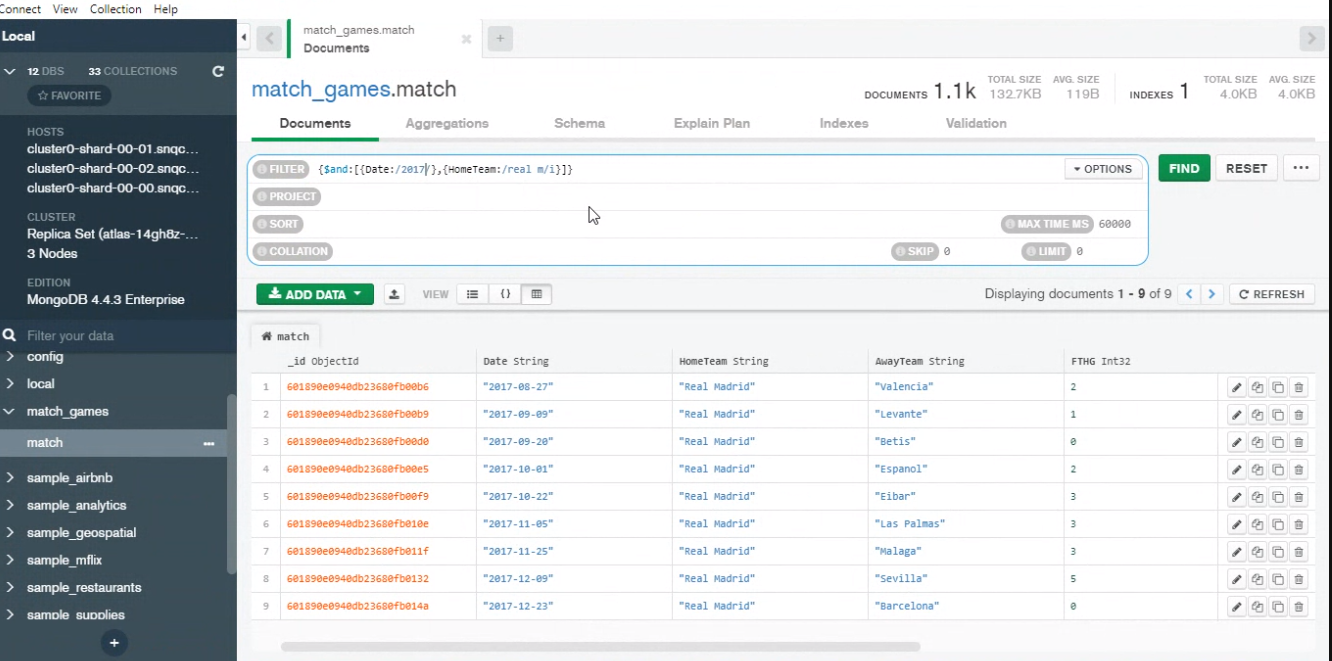 Connect View Collection Help
Local
12 DBS 33 COLLECTIONS
FAVORITE
HOSTS
cluster0-shard-00-01.snqc...
cluster0-shard-00-02.snqc...
cluster0-shard-00-00.snqc...
CLUSTER
Replica Set (atlas-14gh8z-...
3 Nodes
EDITION
MongoDB 4.4.3 Enterprise
Filter your data
config
local
match_games
match
sample_airbnb
sample_analytics
sample_geospatial
sample_mflix
sample_restaurants
sample_supplies
match_games.match
Documents
match_games.match
DOCUMENTS 1.1k TOTAL SIZE 132.7KB AVG. SIZE 119B INDEXES 1 TOTAL SIZE 4.0KB AVG. SIZE 4.0KB
Documents Aggregations Schema Explain Plan Indexes Validation
FILTER {$and:[{Date:/2017/},{HomeTeam:/real m/i}]} OPTIONS FIND RESET ...
PROJECT
SORT MAX TIME MS 60000
COLLATION SKIP 0 LIMIT 0
ADD DATA VIEW {} Displaying documents 1 - 9 of 9 < > REFRESH
match
_id ObjectId Date String HomeTeam String AwayTeam String FTHG Int32
1 601890e0940db23680fb00b6 "2017-08-27" "Real Madrid" "Valencia" 2
2 601890e0940db23680fb00b9 "2017-09-09" "Real Madrid" "Levante" 1
3 601890e0940db23680fb00d0 "2017-09-20" "Real Madrid" "Betis" 0
4 601890e0940db23680fb00e5 "2017-10-01" "Real Madrid" "Espanol" 2
5 601890e0940db23680fb00f9 "2017-10-22" "Real Madrid" "Eibar" 3
6 601890e0940db23680fb010e "2017-11-05" "Real Madrid" "Las Palmas" 3
7 601890e0940db23680fb011f "2017-11-25" "Real Madrid" "Malaga" 3
8 601890e0940db23680fb0132 "2017-12-09" "Real Madrid" "Sevilla" 5
9 601890e0940db23680fb014a "2017-12-23" "Real Madrid" "Barcelona" 0